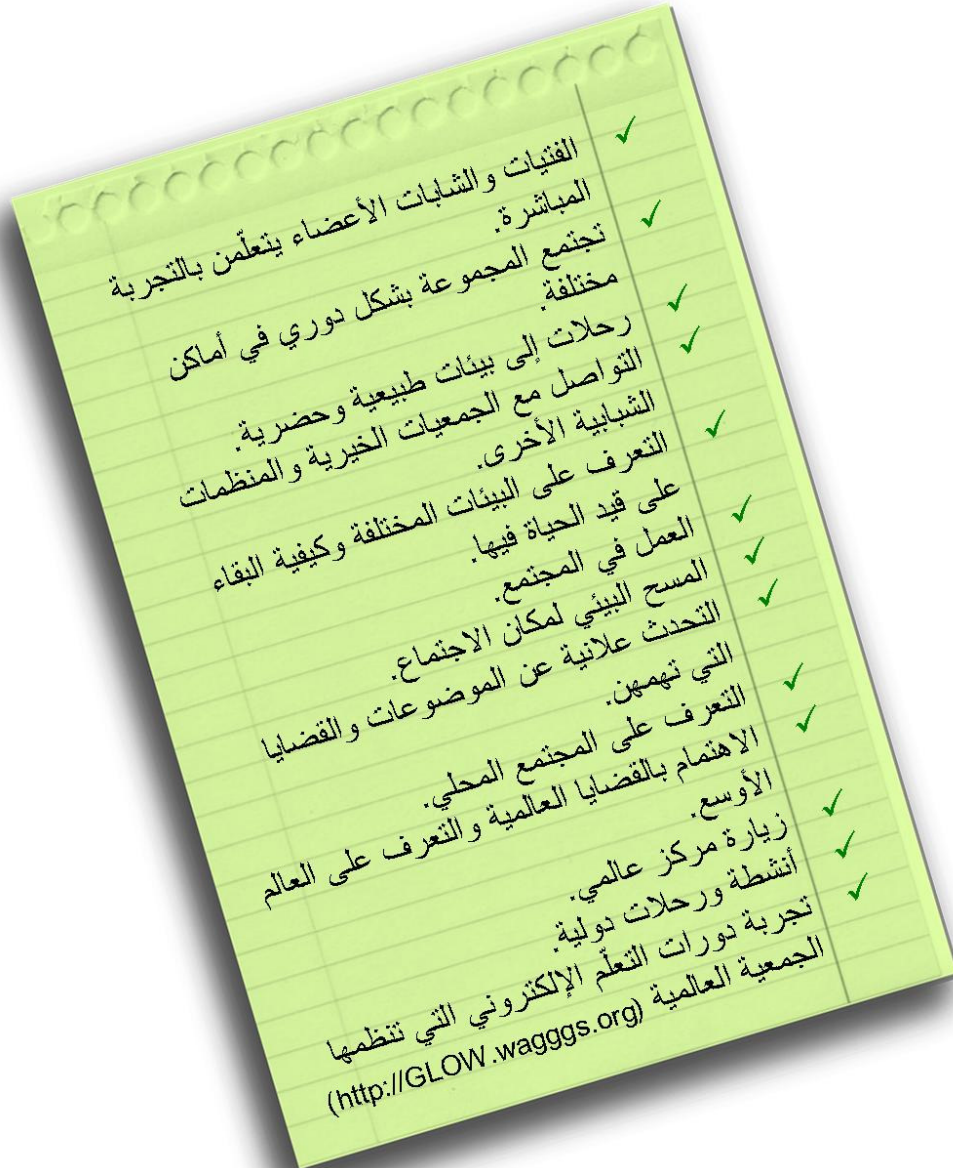 ✓ الفتيات والشابات الأعضاء يتعلّمن بالتجربة
المباشرة.
✓ تجتمع المجموعة بشكل دوري في أماكن
مختلفة.
✓ رحلات إلى بيئات طبيعية وحضرية.
✓ التواصل مع الجمعيات الخيرية والمنظمات
الشبابية الأخرى.
✓ التعرف على البيئات المختلفة وكيفية البقاء
على قيد الحياة فيها.
✓ العمل في المجتمع.
✓ المسح البيئي لمكان الاجتماع.
✓ التحدث علانية عن الموضوعات والقضايا
التي تهمهن.
✓ التعرف على المجتمع المحلي.
✓ الاهتمام بالقضايا العالمية والتعرف على العالم
الأوسع.
✓ زيارة مركز عالمي.
✓ أنشطة ورحلات دولية.
✓ تجربة دورات التعلّم الإلكتروني التي تنظمها
الجمعية العالمية (http://GLOW.wagggs.org)